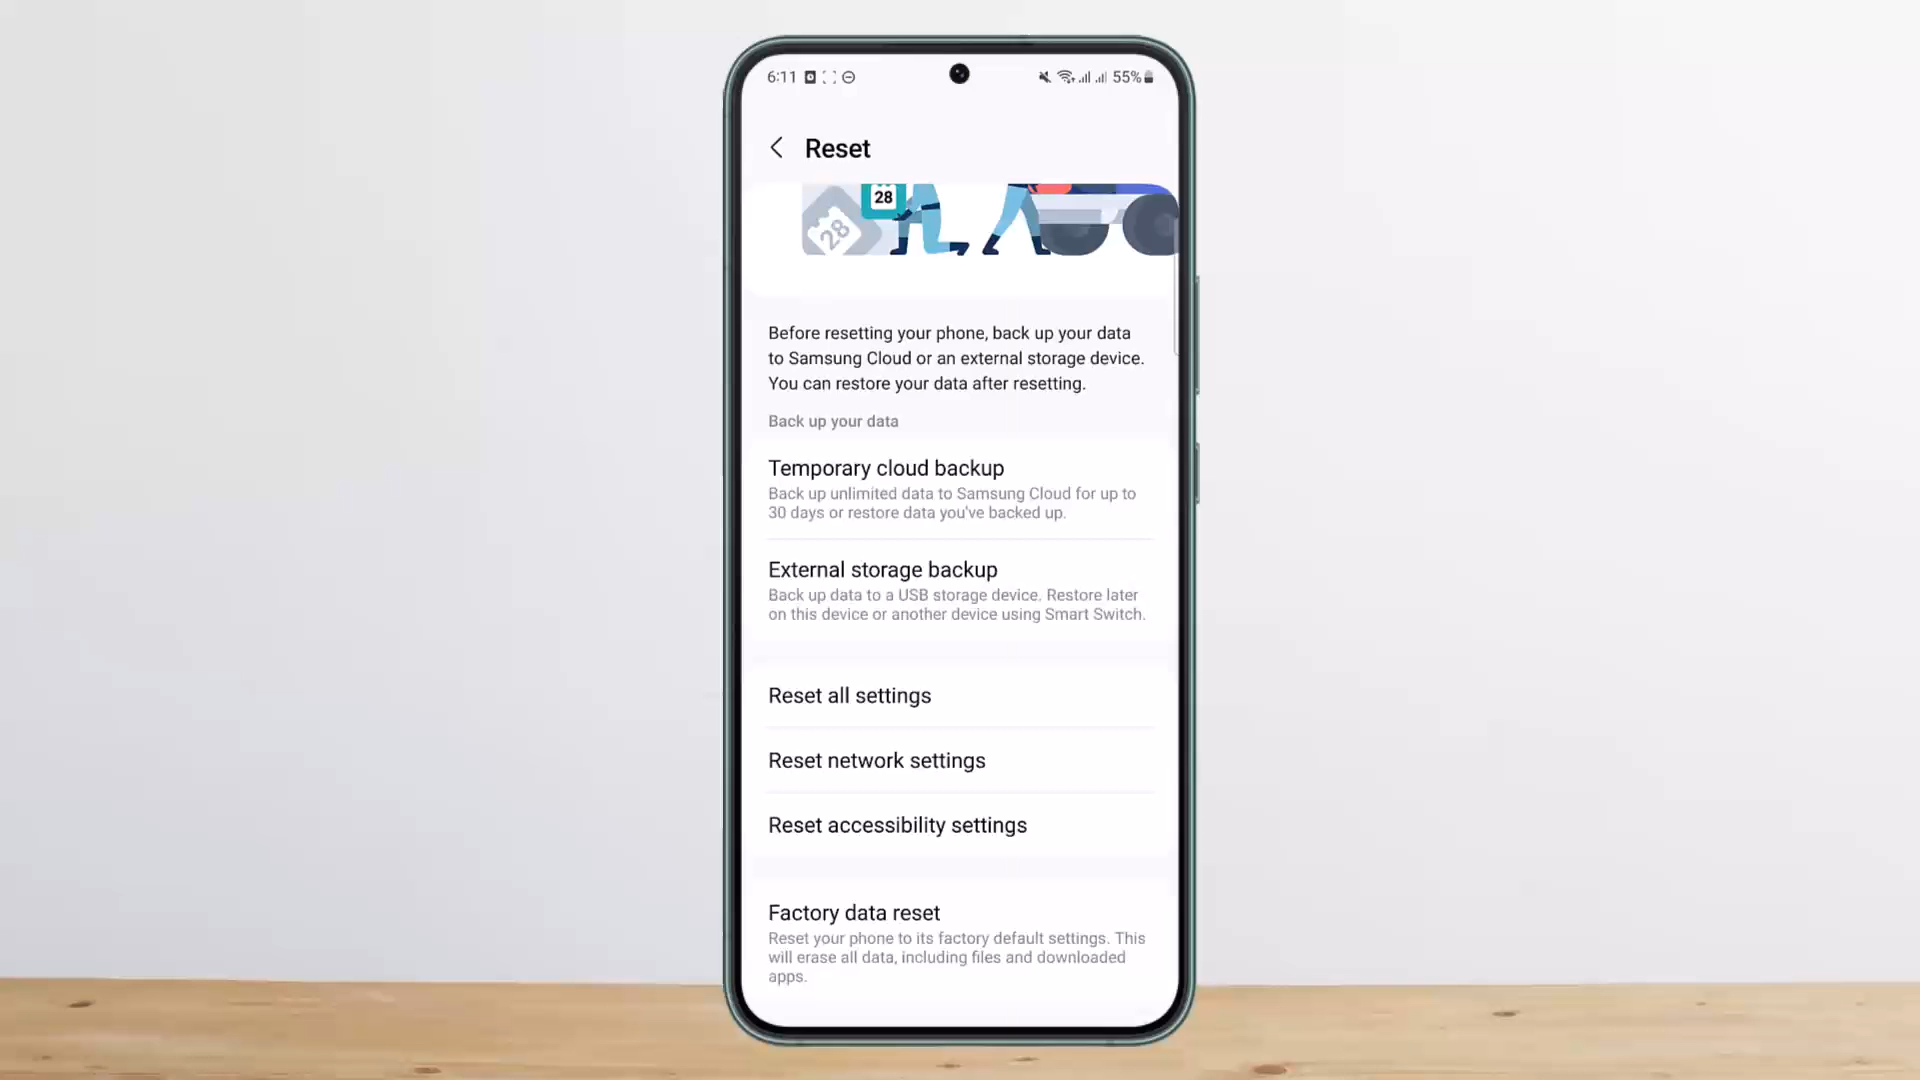 6:11
55%
Reset
28
28
Before resetting your phone, back up your data
to Samsung Cloud or an external storage device.
You can restore your data after resetting.
Back up your data
Temporary cloud backup
Back up unlimited data to Samsung Cloud for up to
30 days or restore data you've backed up.
External storage backup
Back up data to a USB storage device. Restore later
on this device or another device using Smart Switch.
Reset all settings
Reset network settings
Reset accessibility settings
Factory data reset
Reset your phone to its factory default settings. This
will erase all data, including files and downloaded
apps.